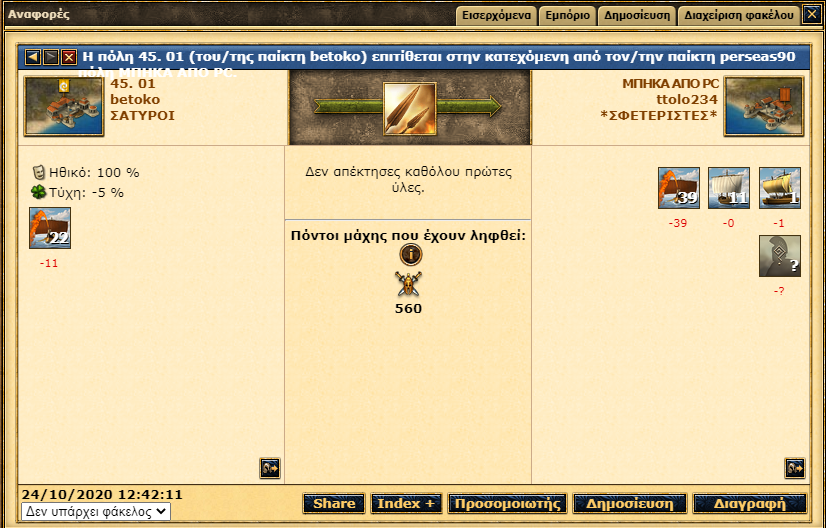 Αναφορές
Εισερχόμενα Εμπόριο Δημοσίευση Διαχείριση φακέλου
Η πόλη 45. 01 (του/της παίκτη betoko) επιτίθεται στην κατεχόμενη από τον/την παίκτη perseas90
πόλη ΜΠΗΚΑ ΑΠΟ PC.
45. 01
betoko
ΣΑΤΥΡΟΙ
ΜΠΗΚΑ ΑΠΟ PC
ttolo234
*ΣΦΕΤΕΡΙΣΤΕΣ*
Ηθικό: 100 %
Τύχη: -5 %
22
-11
Δεν απέκτησες καθόλου πρώτες
ύλες.
Πόντοι μάχης που έχουν ληφθεί:
560
39 11 1
-39 -0 -1
?
-?
24/10/2020 12:42:11
Δεν υπάρχει φάκελος
Share Index + Προσομοιωτής Δημοσίευση Διαγραφή